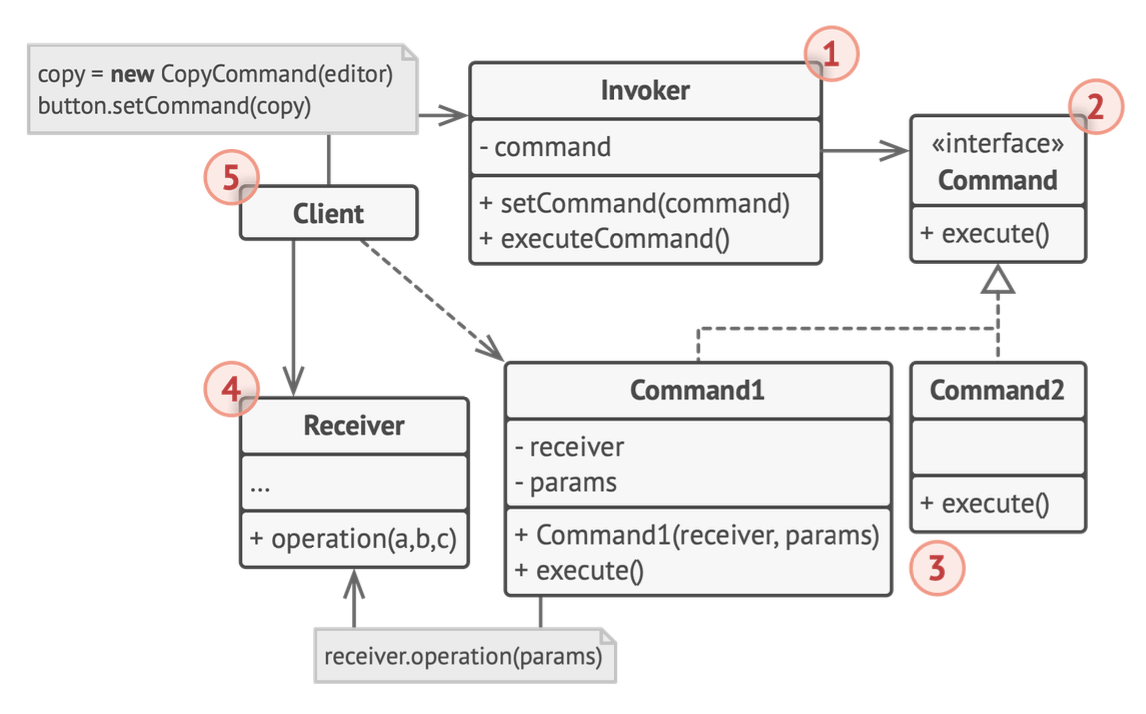 copy = new CopyCommand(editor)
button.setCommand(copy)
1
Invoker
- command
+ setCommand(command)
+ executeCommand()
2
«interface»
Command
+ execute()
5
Client
4
Receiver
...
+ operation(a,b,c)
Command1
- receiver
- params
+ Command1(receiver, params)
+ execute()
Command2
+ execute()
3
receiver.operation(params)